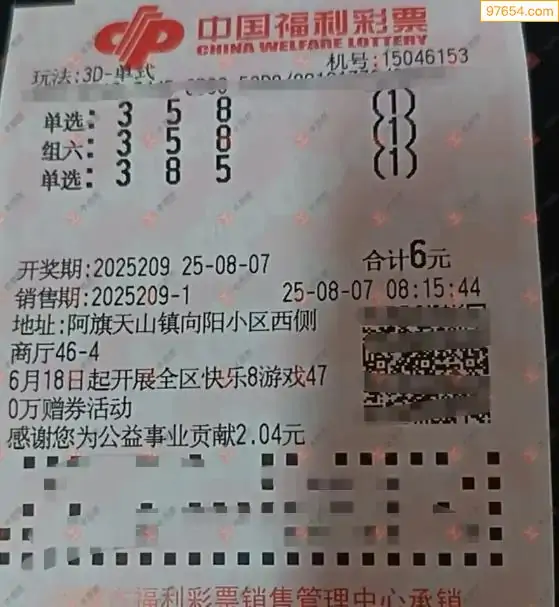 97654.com
中国福利彩票
CHINA WELFARE LOTTERY
玩法:3D-单式 机号:15046153
单选: 3 5 8 (1)
组六: 3 5 8 (1)
单选: 3 8 5 (1)
开奖期:2025209 25-08-07 合计6元
销售期:2025209-1 25-08-07 08:15:44
地址:阿旗天山镇向阳小区西侧
商厅46-4
6月18日起开展全区快乐8游戏47
0万赠券活动
感谢您为公益事业贡献2.04元
福利彩票销售管理中心承销